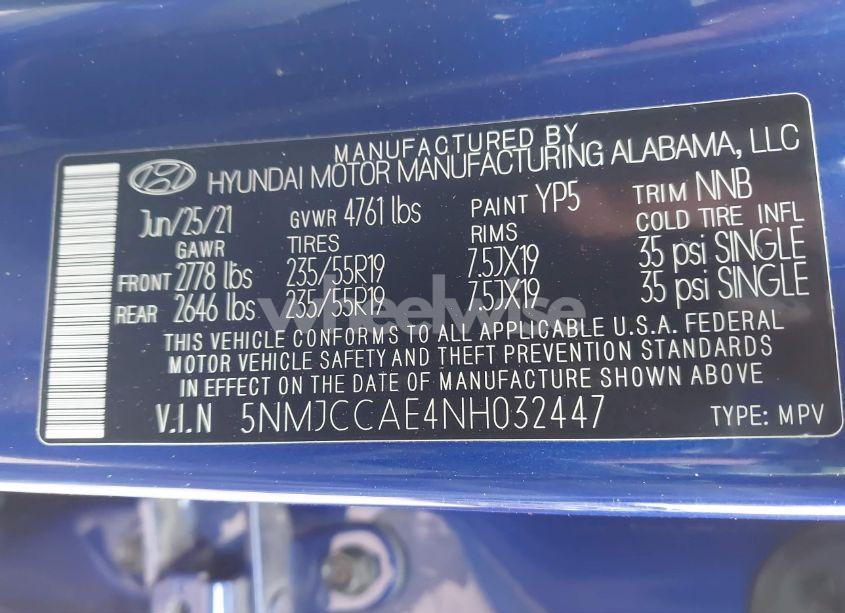 MANUFACTURED BY
HYUNDAI MOTOR MANUFACTURING ALABAMA, LLC
Jun/25/21 GVWR 4761 lbs PAINT YP5 TRIM NNB
GAWR TIRES RIMS COLD TIRE INFL
FRONT 2778 lbs 235/55R19 7.5JX19 35 psi SINGLE
REAR 2646 lbs 235/55R19 7.5JX19 35 psi SINGLE
wheelwise
THIS VEHICLE CONFORMS TO ALL APPLICABLE U.S.A. FEDERAL
MOTOR VEHICLE SAFETY AND THEFT PREVENTION STANDARDS
IN EFFECT ON THE DATE OF MANUFACTURE SHOWN ABOVE
V.I.N 5NMJCCAE4NH032447 TYPE: MPV